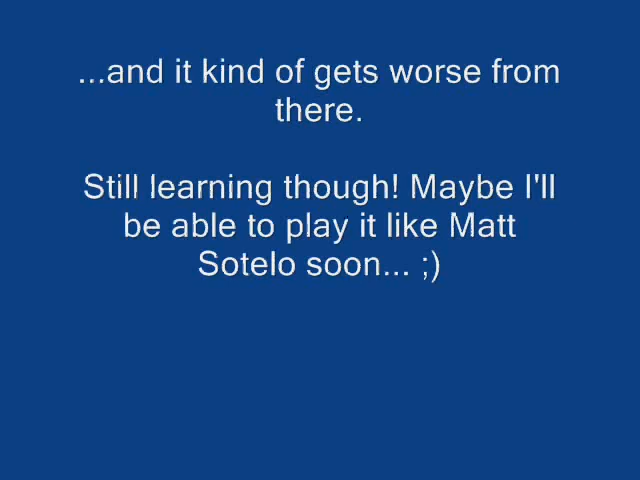 ...and it kind of gets worse from
there.
Still learning though! Maybe I'll
be able to play it like Matt
Sotelo soon... ;)